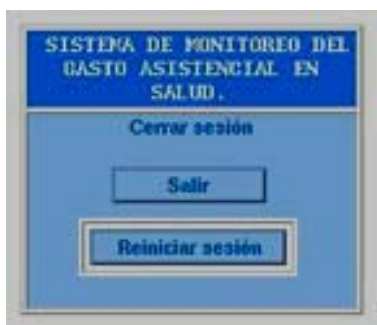 SISTEMA DE MONITOREO DEL
GASTO ASISTENCIAL EN
SALUD.
Cerrar sesión
Salir
Reiniciar sesión